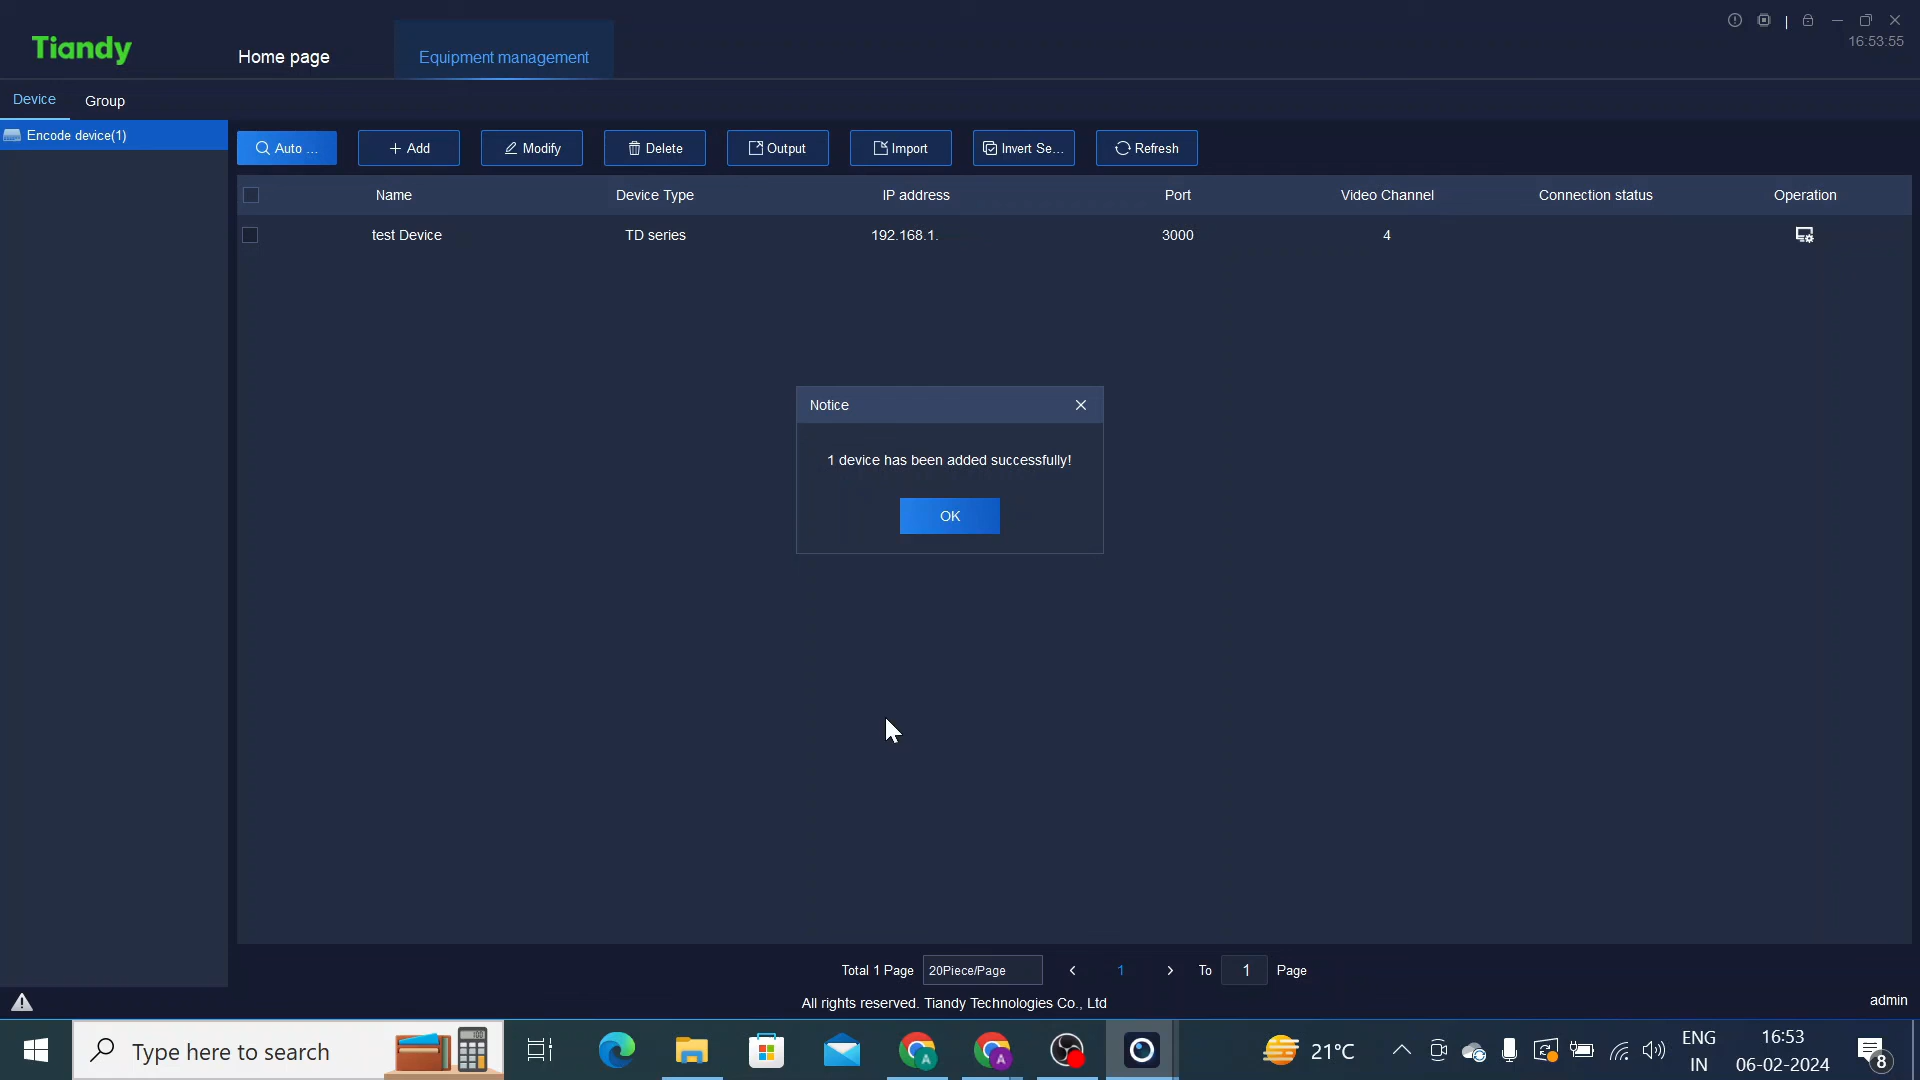 Tiandy
Home page
Equipment management
16:53:55
Device
Group
Encode device(1)
Auto ...
+ Add
Modify
Delete
Output
Import
Invert Se...
Refresh
Name Device Type IP address Port Video Channel Connection status Operation
test Device TD series 192.168.1. 3000 4
Notice
1 device has been added successfully!
OK
Total 1 Page 20Piece/Page < 1 > To 1 Page
All rights reserved. Tiandy Technologies Co., Ltd
admin
Type here to search
21°C
ENG
IN
16:53
06-02-2024
8